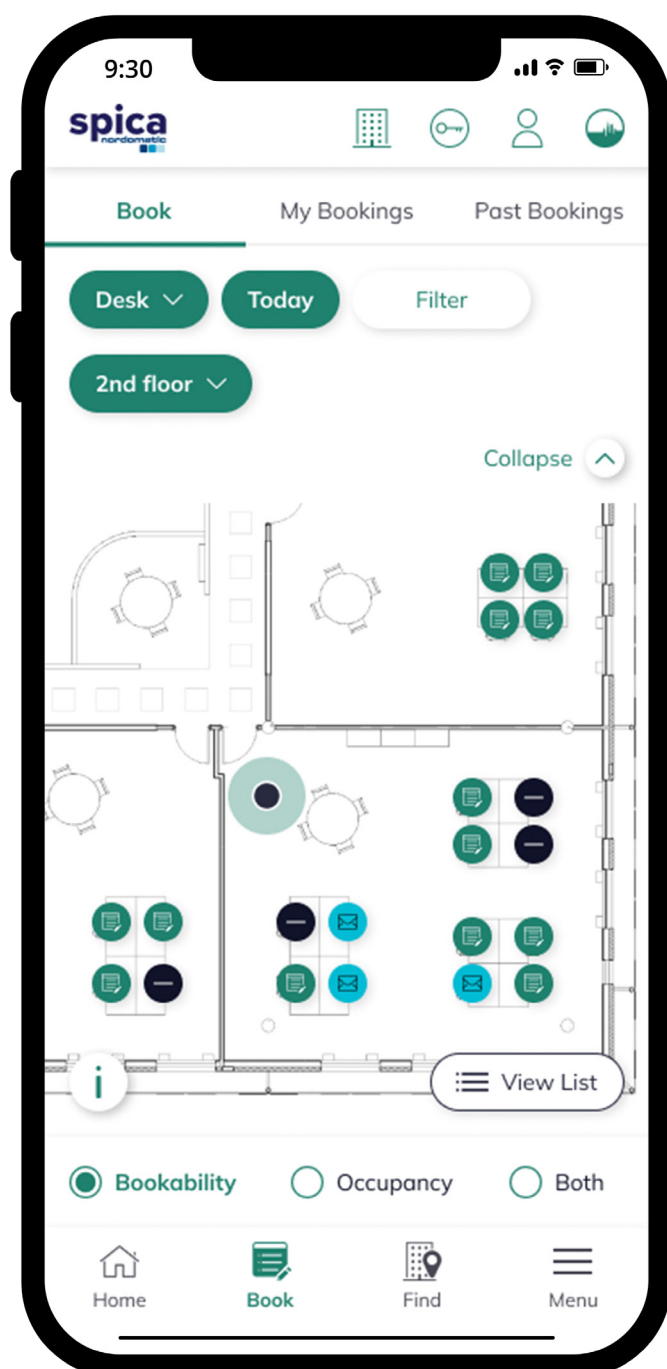 9:30
spica
nordomatic
Book My Bookings Past Bookings
Desk Today Filter
2nd floor
Collapse
i
View List
Bookability Occupancy Both
Home Book Find Menu